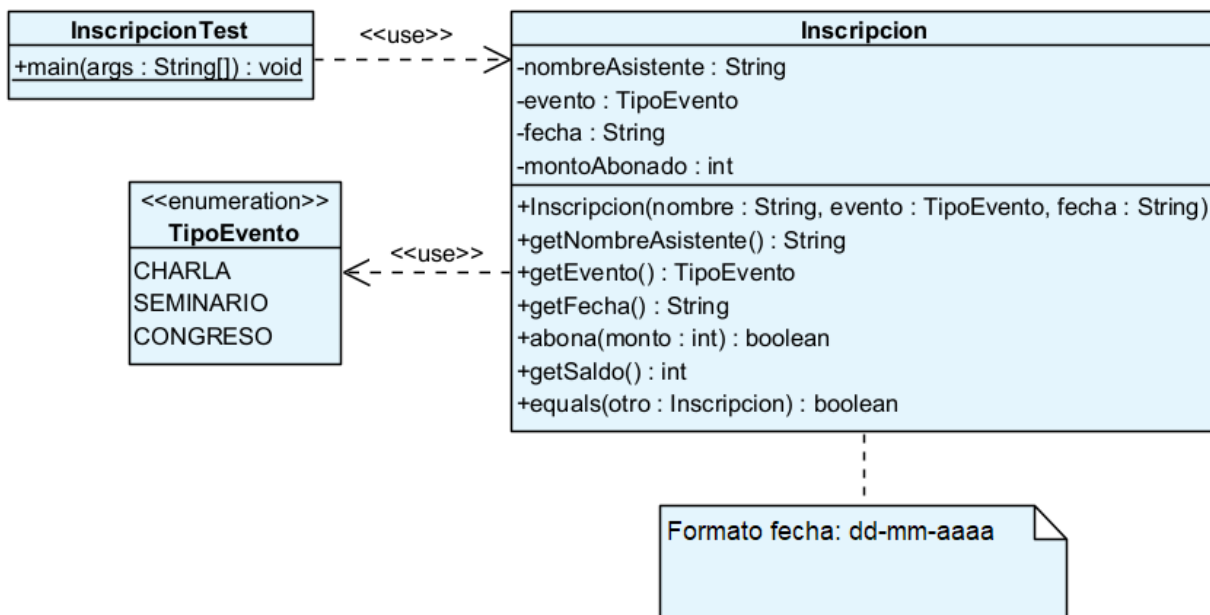 InscripcionTest
+main(args : String[]) : void
<<use>>
Inscripcion
-nombreAsistente : String
-evento : TipoEvento
-fecha : String
-montoAbonado : int
+Inscripcion(nombre : String, evento : TipoEvento, fecha : String)
+getNombreAsistente() : String
+getEvento() : TipoEvento
+getFecha() : String
+abona(monto : int) : boolean
+getSaldo() : int
+equals(otro : Inscripcion) : boolean
<<enumeration>>
TipoEvento
CHARLA
SEMINARIO
CONGRESO
<<use>>
Formato fecha: dd-mm-aaaa